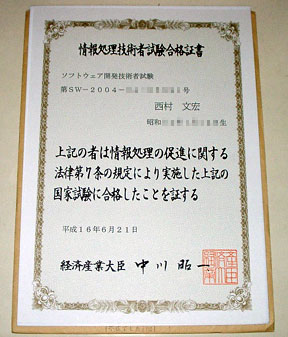 情報処理技術者試験合格証書
ソフトウェア開発技術者試験
第SW－2004－ 号
西村 文宏
昭和 生
上記の者は情報処理の促進に関する
法律第7条の規定により実施した上記の
国家試験に合格したことを証する
平成16年6月21日
経済産業大臣 中川 昭一